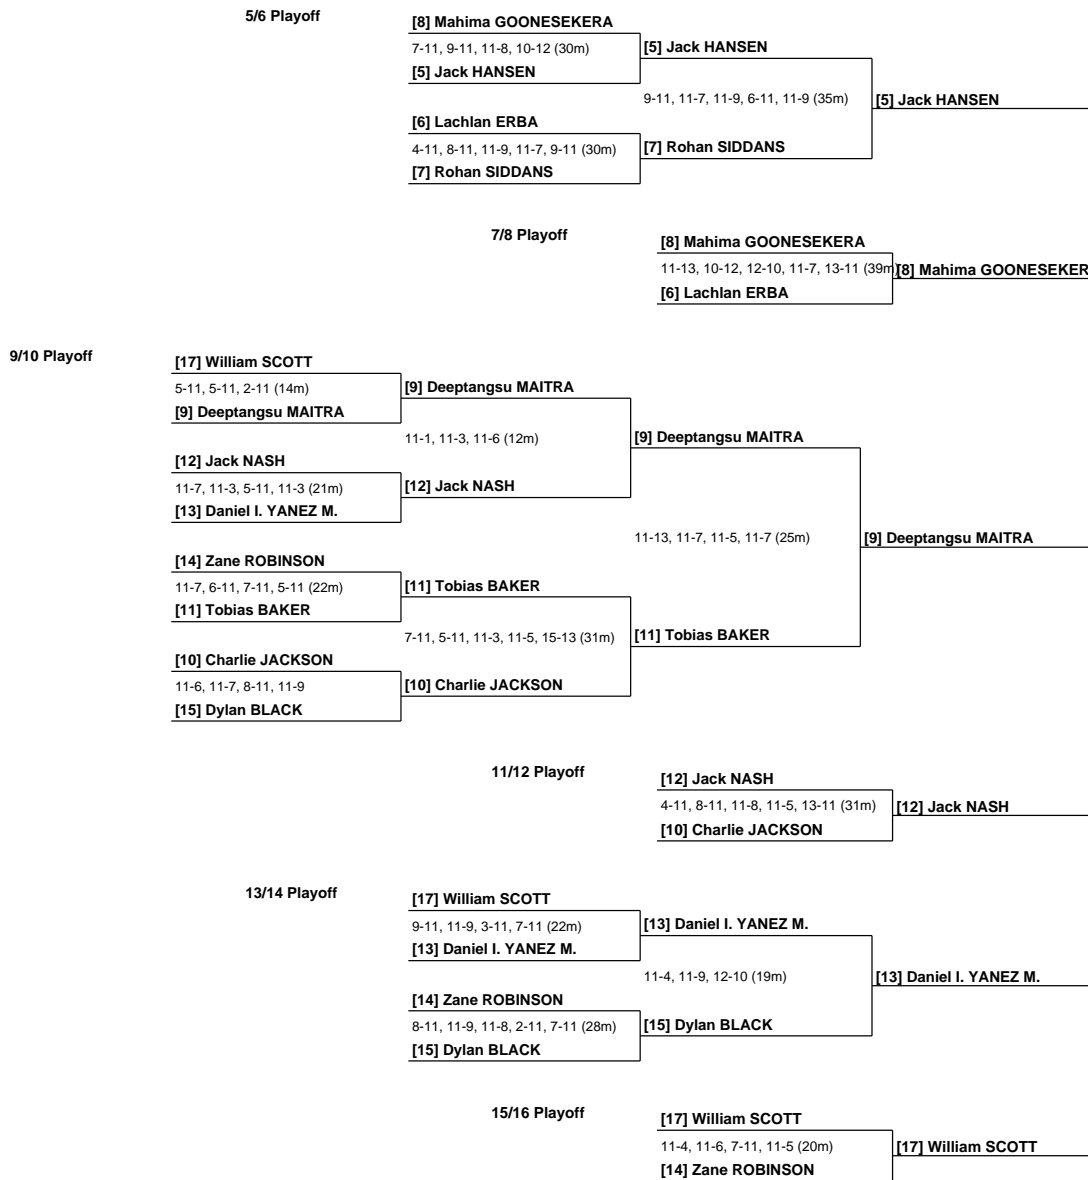 5/6 Playoff
[8] Mahima GOONESEKERA
7-11, 9-11, 11-8, 10-12 (30m)
[5] Jack HANSEN
[5] Jack HANSEN
9-11, 11-7, 11-9, 6-11, 11-9 (35m)
[5] Jack HANSEN
[6] Lachlan ERBA
4-11, 8-11, 11-9, 11-7, 9-11 (30m)
[7] Rohan SIDDANS
[7] Rohan SIDDANS
7/8 Playoff
[8] Mahima GOONESEKERA
11-13, 10-12, 12-10, 11-7, 13-11 (39m)
[8] Mahima GOONESEKER
[6] Lachlan ERBA
9/10 Playoff
[17] William SCOTT
5-11, 5-11, 2-11 (14m)
[9] Deeptangsu MAITRA
[9] Deeptangsu MAITRA
11-1, 11-3, 11-6 (12m)
[9] Deeptangsu MAITRA
[12] Jack NASH
11-7, 11-3, 5-11, 11-3 (21m)
[12] Jack NASH
[13] Daniel I. YANEZ M.
11-13, 11-7, 11-5, 11-7 (25m)
[9] Deeptangsu MAITRA
[14] Zane ROBINSON
11-7, 6-11, 7-11, 5-11 (22m)
[11] Tobias BAKER
[11] Tobias BAKER
7-11, 5-11, 11-3, 11-5, 15-13 (31m)
[11] Tobias BAKER
[10] Charlie JACKSON
11-6, 11-7, 8-11, 11-9
[10] Charlie JACKSON
[15] Dylan BLACK
11/12 Playoff
[12] Jack NASH
4-11, 8-11, 11-8, 11-5, 13-11 (31m)
[12] Jack NASH
[10] Charlie JACKSON
13/14 Playoff
[17] William SCOTT
9-11, 11-9, 3-11, 7-11 (22m)
[13] Daniel I. YANEZ M.
[13] Daniel I. YANEZ M.
11-4, 11-9, 12-10 (19m)
[13] Daniel I. YANEZ M.
[14] Zane ROBINSON
8-11, 11-9, 11-8, 2-11, 7-11 (28m)
[15] Dylan BLACK
[15] Dylan BLACK
15/16 Playoff
[17] William SCOTT
11-4, 11-6, 7-11, 11-5 (20m)
[17] William SCOTT
[14] Zane ROBINSON